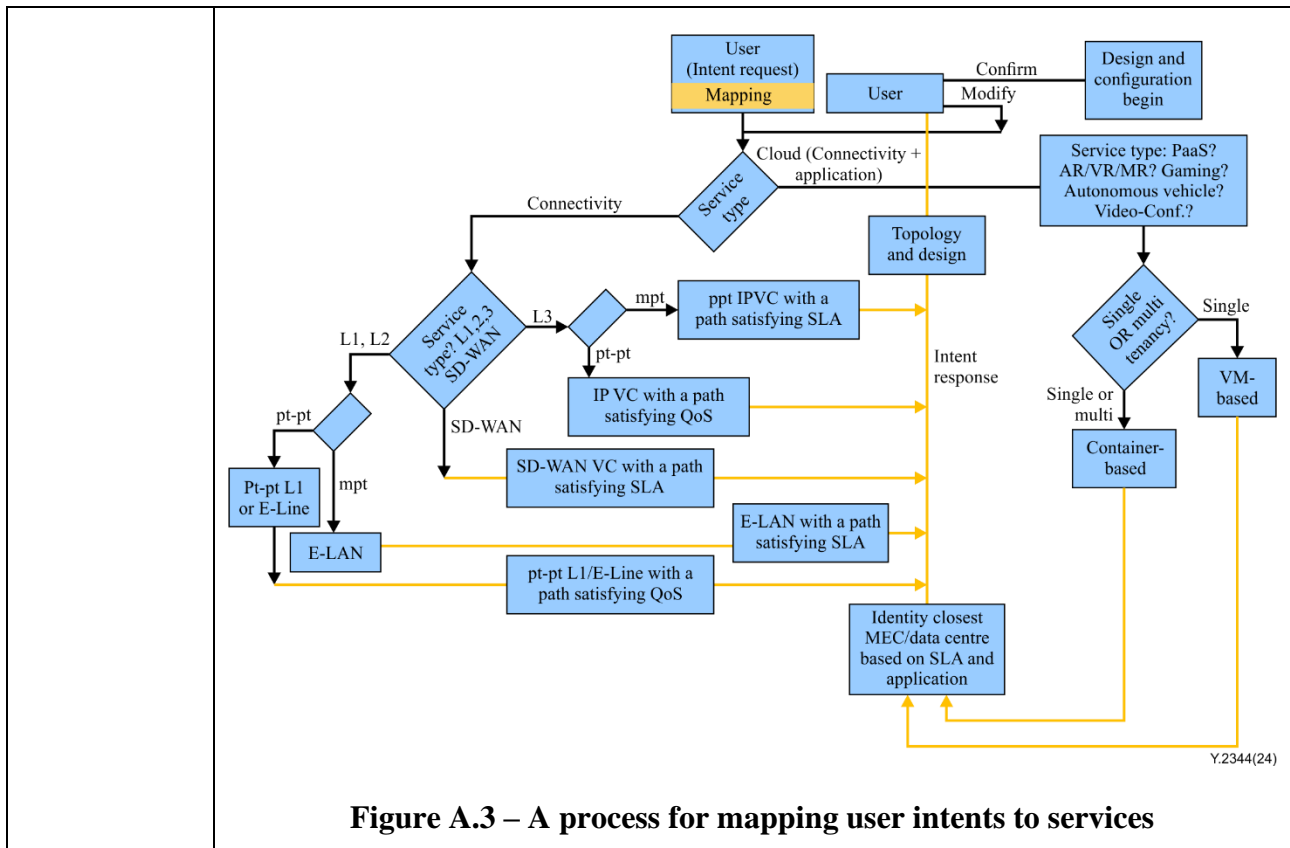 User
(Intent request)
Mapping
User
Confirm
Modify
Design and
configuration
begin
Cloud (Connectivity +
application)
Service
type
Connectivity
Service type: PaaS?
AR/VR/MR? Gaming?
Autonomous vehicle?
Video-Conf.?
Topology
and design
Service
type? L1,2,3
SD-WAN
L1, L2
L3
mpt
ppt IPVC with a
path satisfying SLA
pt-pt
IP VC with a path
satisfying QoS
Intent
response
Single
OR multi
tenancy?
Single
VM-
based
Single or
multi
Container-
based
pt-pt
SD-WAN
SD-WAN VC with a path
satisfying SLA
Pt-pt L1
or E-Line
mpt
E-LAN
E-LAN with a path
satisfying SLA
pt-pt L1/E-Line with a
path satisfying QoS
Identity closest
MEC/data centre
based on SLA and
application
Y.2344(24)
Figure A.3 – A process for mapping user intents to services